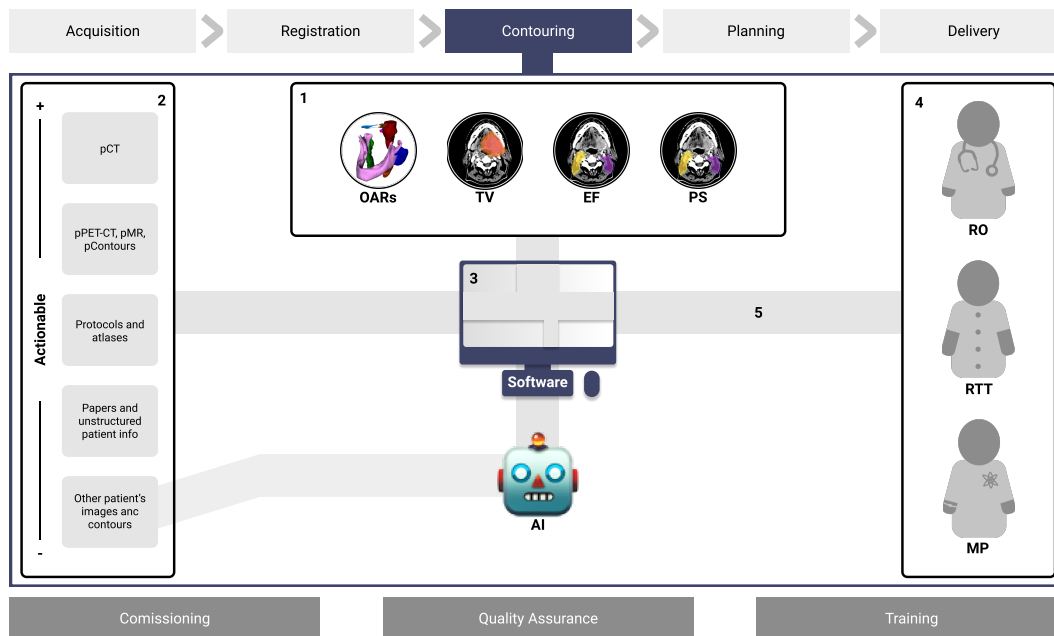 Acquisition
Registration
Contouring
Planning
Delivery
2
+
pCT
pPET-CT, pMR,
pContours
Actionable
Protocols and
atlases
Papers and
unstructured
patient info
Other patient's
images anc
contours
-
1
OARs
TV
EF
PS
3
Software
AI
5
4
RO
RTT
MP
Comissioning
Quality Assurance
Training